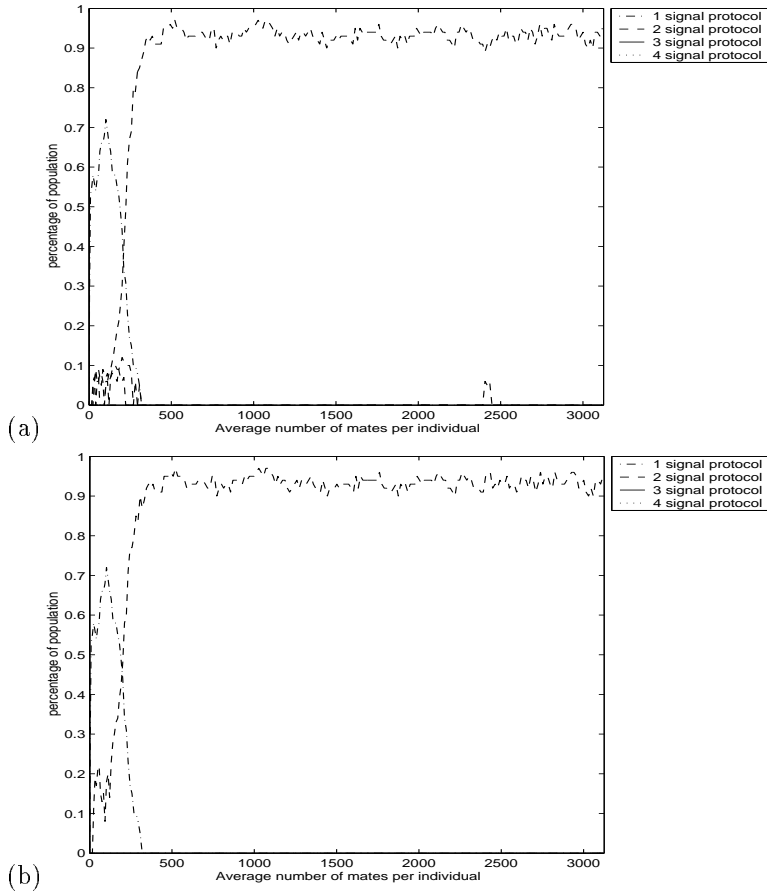 1
0.9
0.8
0.7
0.6
0.5
0.4
0.3
0.2
0.1
0
percentage of population
0 500 1000 1500 2000 2500 3000
Average number of mates per individual
1 signal protocol
2 signal protocol
3 signal protocol
4 signal protocol
(a)
1
0.9
0.8
0.7
0.6
0.5
0.4
0.3
0.2
0.1
0
percentage of population
0 500 1000 1500 2000 2500 3000
Average number of mates per individual
1 signal protocol
2 signal protocol
3 signal protocol
4 signal protocol
(b)